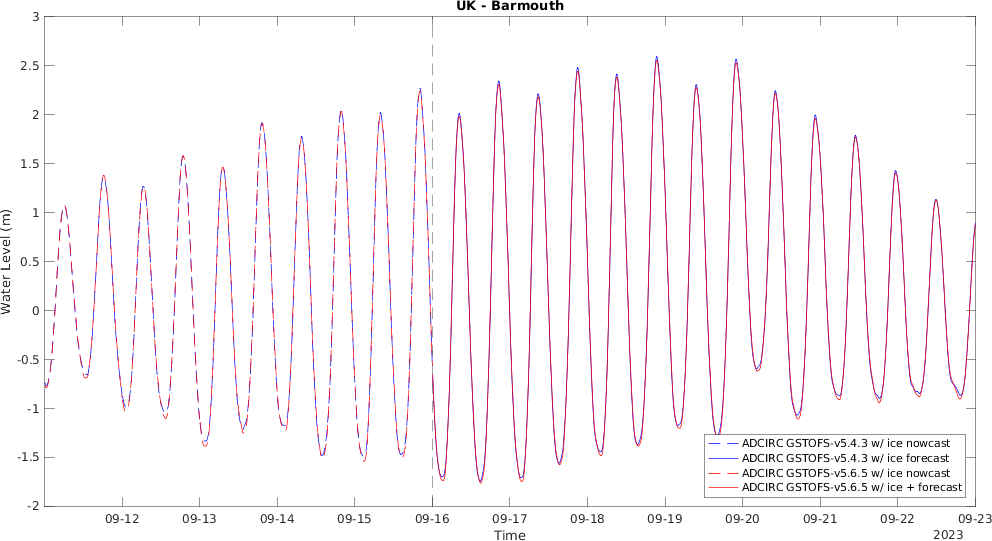 UK - Barmouth
3
2.5
2
1.5
1
0.5
0
-0.5
-1
-1.5
-2
Water Level (m)
ADCIRC GSTOFS-v5.4.3 w/ ice nowcast
ADCIRC GSTOFS-v5.4.3 w/ ice forecast
ADCIRC GSTOFS-v5.6.5 w/ ice nowcast
ADCIRC GSTOFS-v5.6.5 w/ ice + forecast
09-12 09-13 09-14 09-15 09-16 09-17 09-18 09-19 09-20 09-21 09-22 09-23
Time
2023